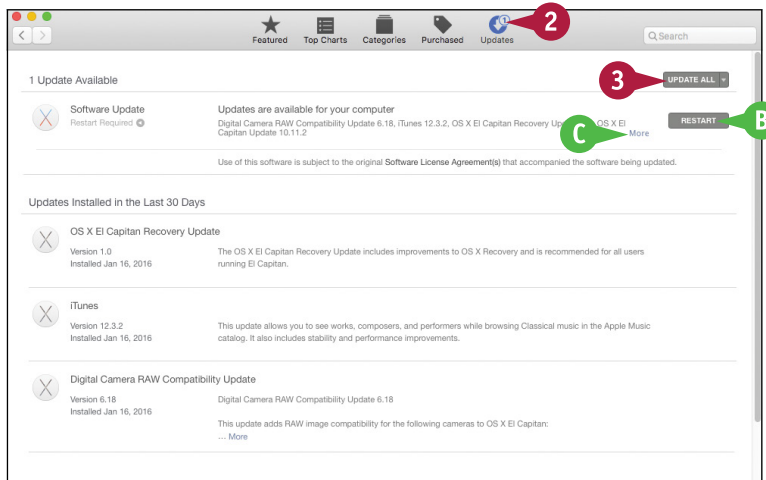 Featured
Top Charts
Categories
Purchased
Updates
1
2
Search
1 Update Available
3
UPDATE ALL
Software Update
Restart Required
Updates are available for your computer
Digital Camera RAW Compatibility Update 6.18, iTunes 12.3.2, OS X El Capitan Recovery OS X El
Capitan Update 10.11.2
More
C
RESTART
B
Use of this software is subject to the original Software License Agreement(s) that accompanied the software being updated.
Updates Installed in the Last 30 Days
OS X El Capitan Recovery Update
Version 1.0
Installed Jan 16, 2016
The OS X El Capitan Recovery Update includes improvements to OS X Recovery and is recommended for all users
running El Capitan.
iTunes
Version 12.3.2
Installed Jan 16, 2016
This update allows you to see works, composers, and performers while browsing Classical music in the Apple Music
catalog. It also includes stability and performance improvements.
Digital Camera RAW Compatibility Update
Version 6.18
Installed Jan 16, 2016
Digital Camera RAW Compatibility Update 6.18
This update adds RAW image compatibility for the following cameras to OS X El Capitan:
... More